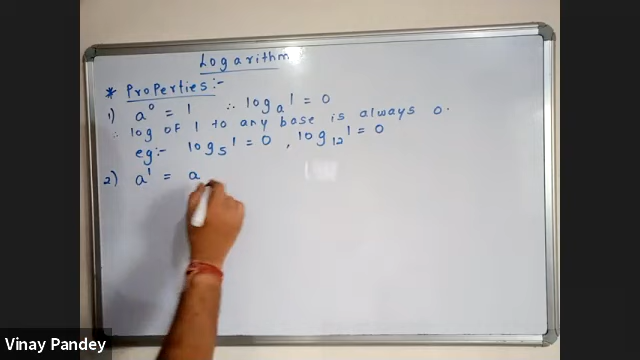 Logarithm
* Properties:-
1) a⁰ = 1 ∴ logₐ1 = 0
∴ log of 1 to any base is always 0.
eg:- log₅1 = 0, log₁₂1 = 0
2) a¹ = a
Vinay Pandey